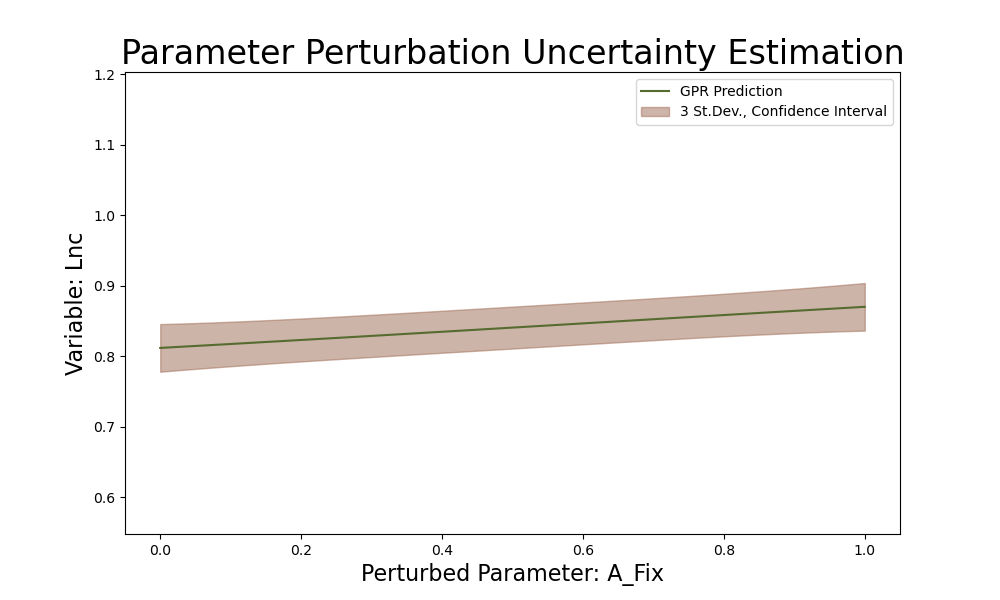 Parameter Perturbation Uncertainty Estimation
GPR Prediction
3 St.Dev., Confidence Interval
Variable: Lnc
1.2
1.1
1.0
0.9
0.8
0.7
0.6
0.0 0.2 0.4 0.6 0.8 1.0
Perturbed Parameter: A_Fix